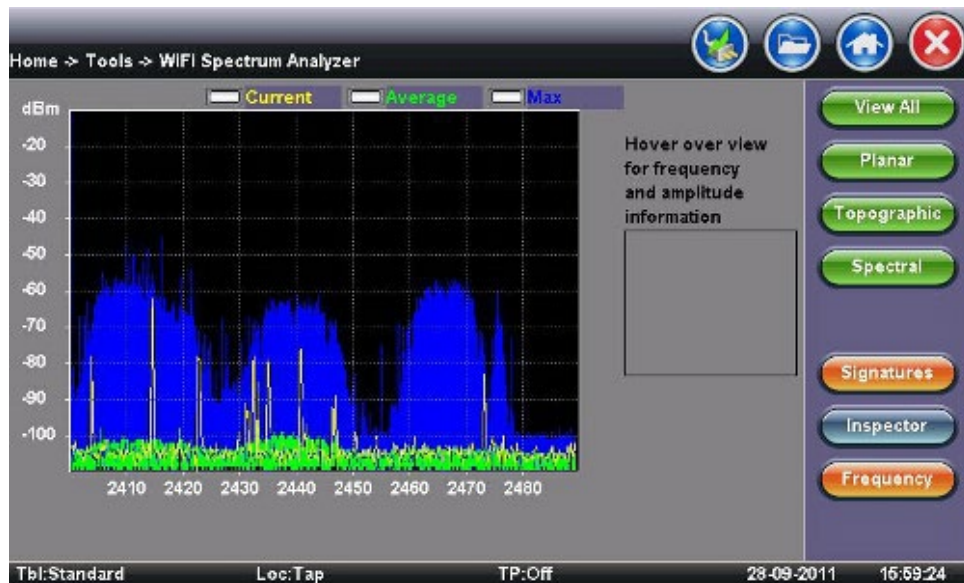 Home -> Tools -> WIFI Spectrum Analyzer
Current Average Max
dBm
-20
-30
-40
-50
-60
-70
-80
-90
-100
2410 2420 2430 2440 2450 2460 2470 2480
Hover over view
for frequency
and amplitude
information
View All
Planar
Topographic
Spectral
Signatures
Inspector
Frequency
Tbl:Standard Loc:Tap TP:Off 28-09-2011 15:59:24